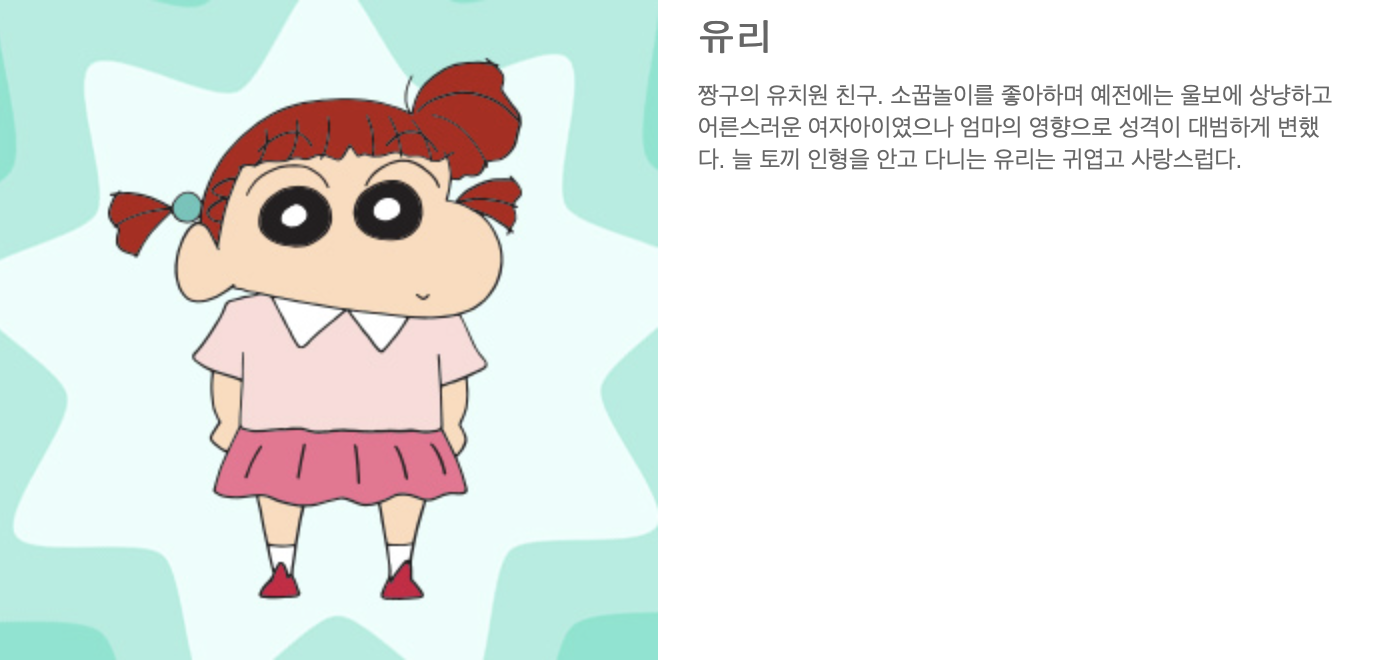 유리
짱구의 유치원 친구. 소꿉놀이를 좋아하며 예전에는 울보에 상냥하고
어른스러운 여자아이였으나 엄마의 영향으로 성격이 대범하게 변했
다. 늘 토끼 인형을 안고 다니는 유리는 귀엽고 사랑스럽다.